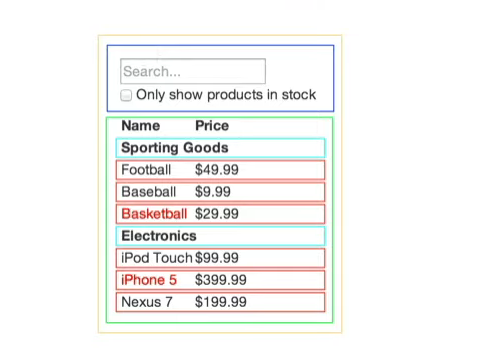 Search...
Only show products in stock
Name Price
Sporting Goods
Football $49.99
Baseball $9.99
Basketball $29.99
Electronics
iPod Touch $99.99
iPhone 5 $399.99
Nexus 7 $199.99